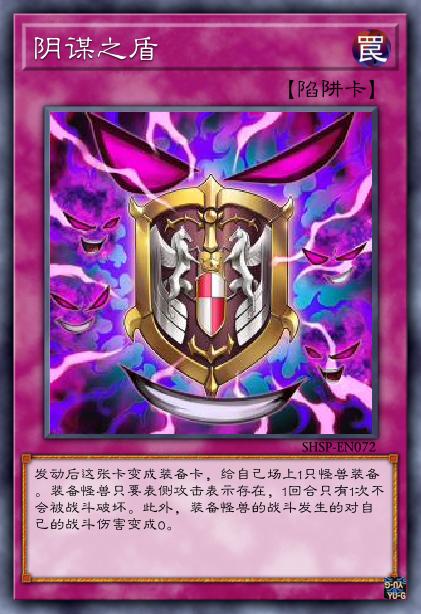 阴谋之盾
罠
【陷阱卡】
SHSP-EN072
发动后这张卡变成装备卡，给自己场上1只怪兽装备
。装备怪兽只要表侧攻击表示存在，1回合只有1次不
会被战斗破坏。此外，装备怪兽的战斗发生的对自
己的战斗伤害变成0。
YU-G